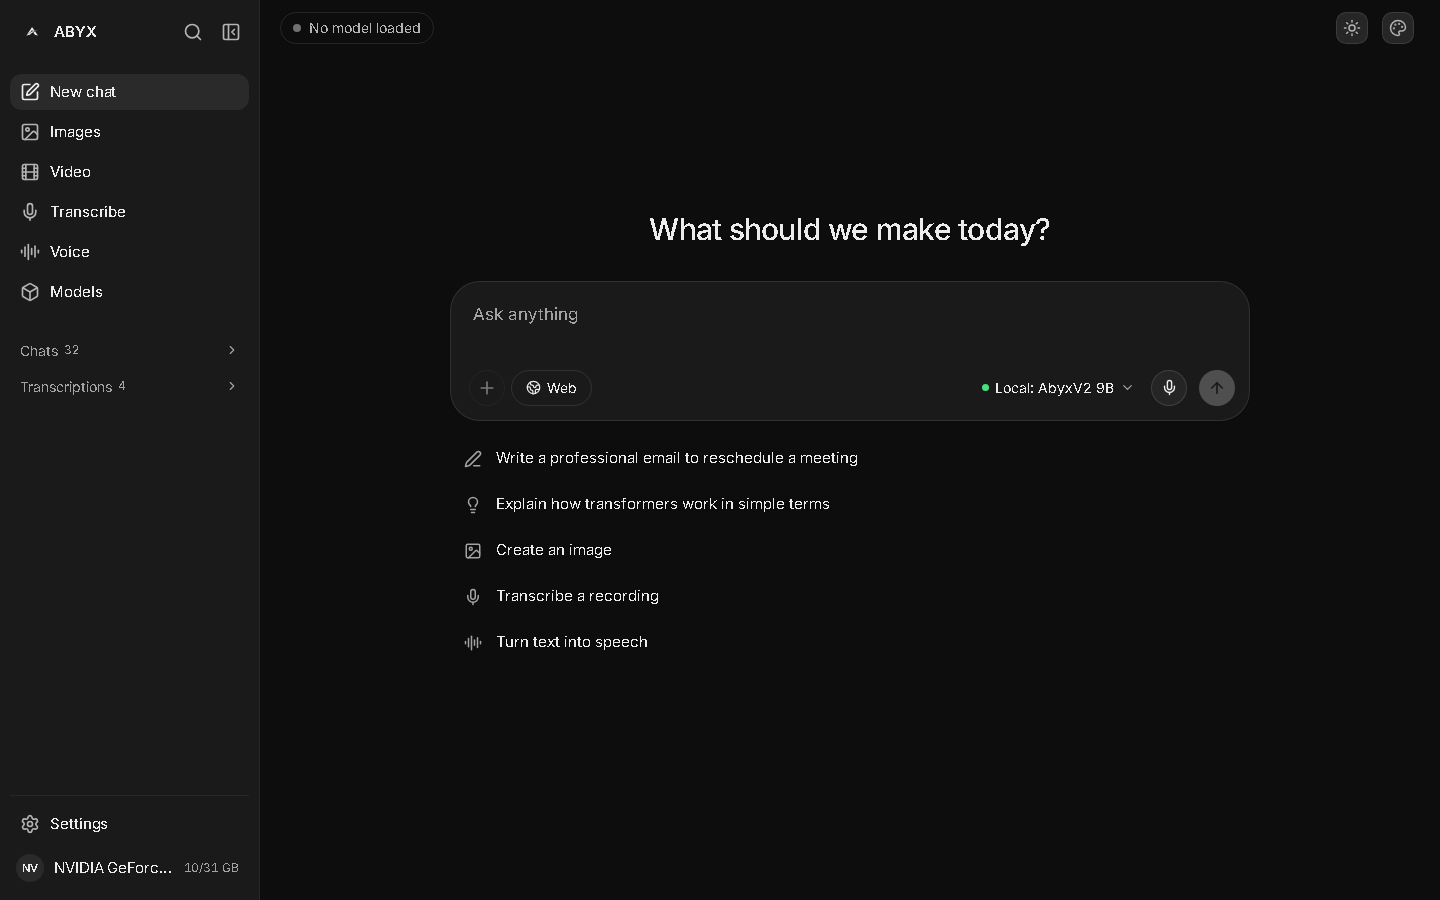 ABYX
No model loaded
New chat
Images
Video
Transcribe
Voice
Models
Chats 32
Transcriptions 4
What should we make today?
Ask anything
Web
Local: AbyxV2 9B
Write a professional email to reschedule a meeting
Explain how transformers work in simple terms
Create an image
Transcribe a recording
Turn text into speech
Settings
NV NVIDIA GeForc... 10/31 GB